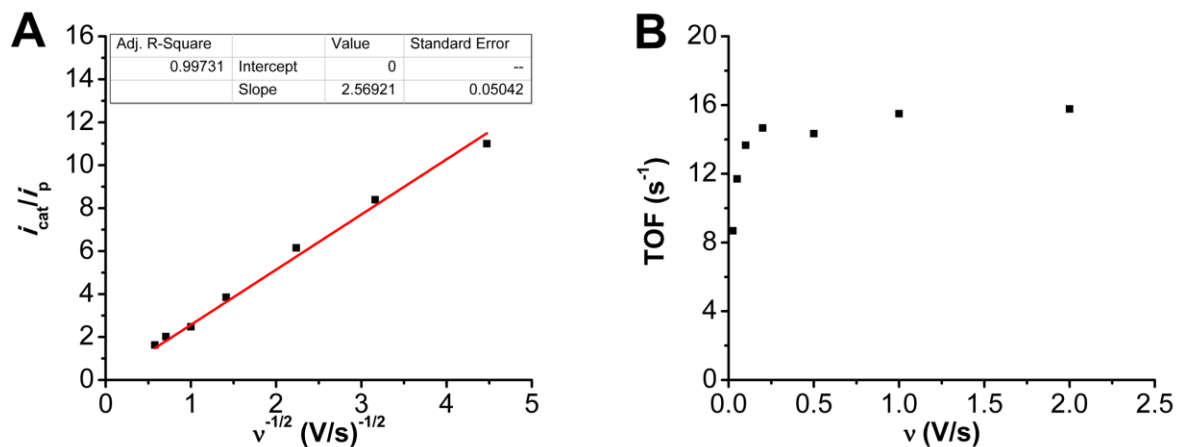 A
Adj. R-Square Value Standard Error
0.99731 Intercept 0 --
Slope 2.56921 0.05042
16
14
12
10
8
6
4
2
0
i_cat/i_p
0 1 2 3 4 5
ν^-1/2 (V/s)^-1/2
B
20
16
12
8
4
0
TOF (s^-1)
0.0 0.5 1.0 1.5 2.0 2.5
ν (V/s)